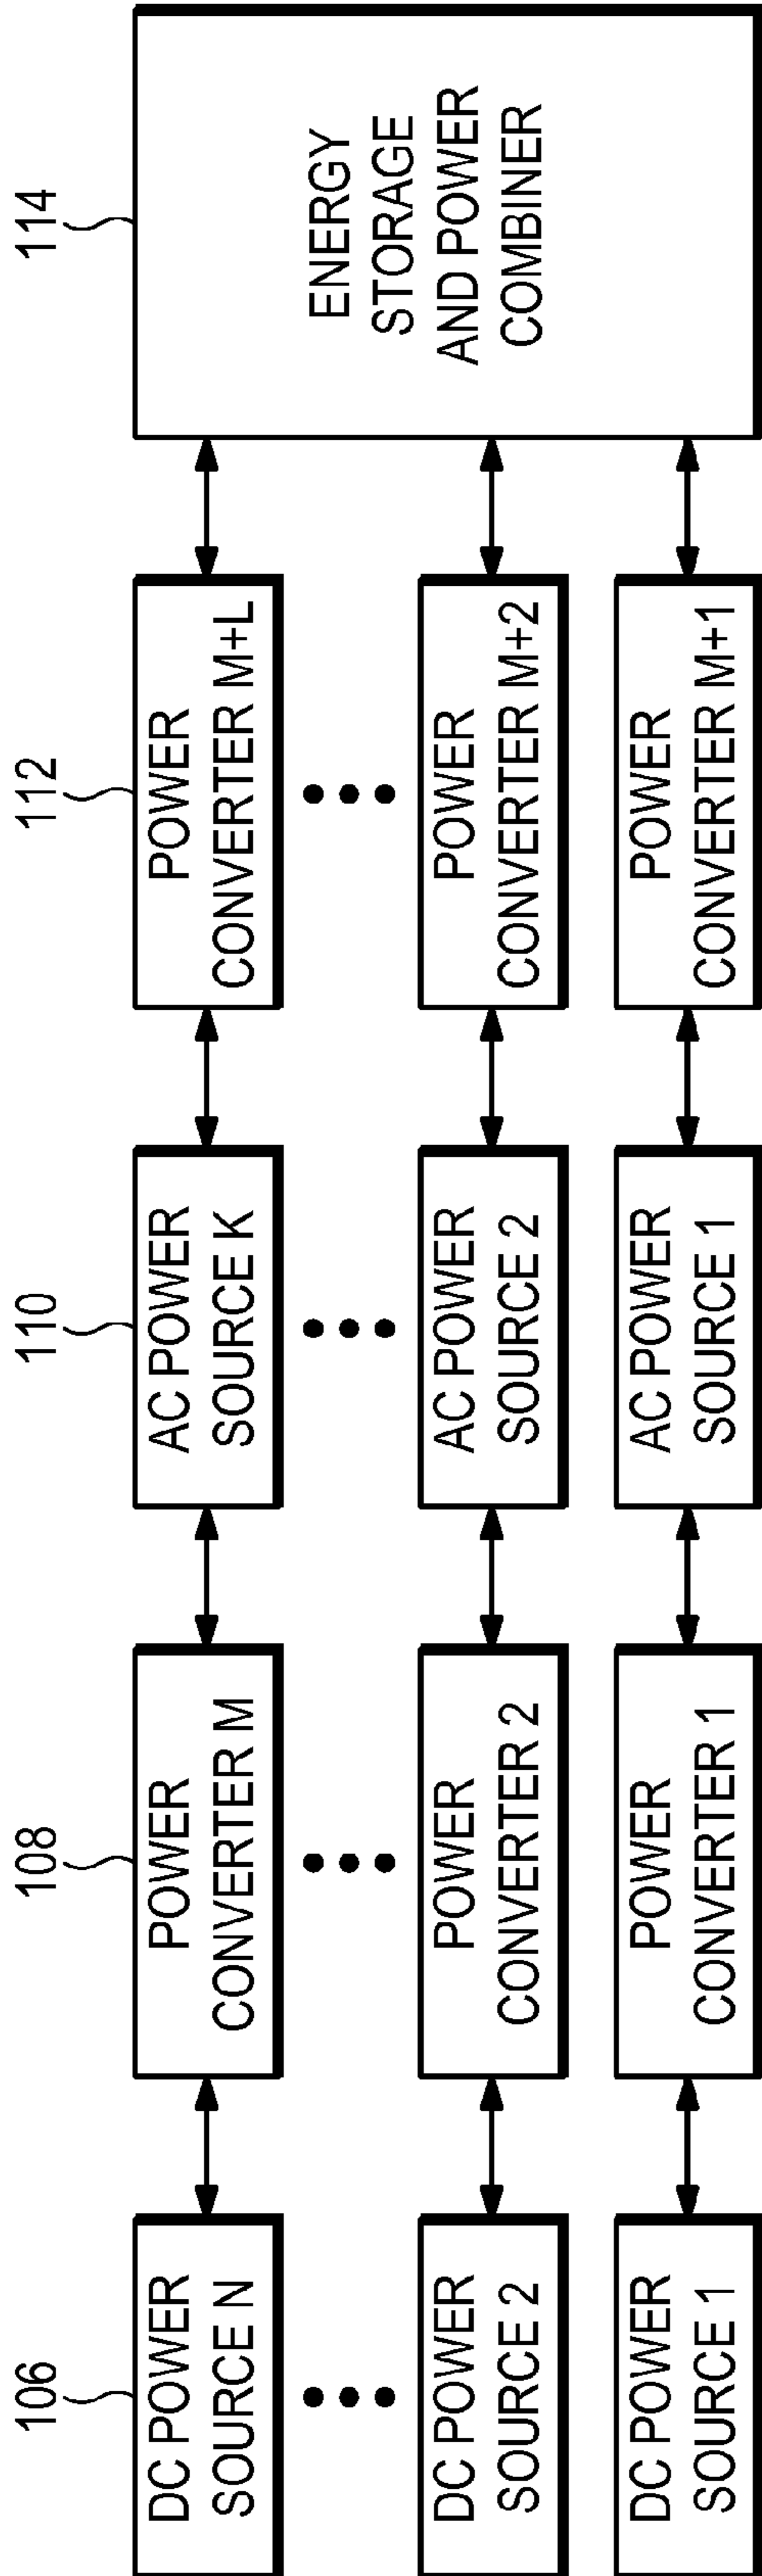 106
108
110
112
114
DC POWER
SOURCE N
POWER
CONVERTER M
AC POWER
SOURCE K
POWER
CONVERTER M+L
ENERGY
STORAGE
AND POWER
COMBINER
DC POWER
SOURCE 2
POWER
CONVERTER 2
AC POWER
SOURCE 2
POWER
CONVERTER M+2
DC POWER
SOURCE 1
POWER
CONVERTER 1
AC POWER
SOURCE 1
POWER
CONVERTER M+1